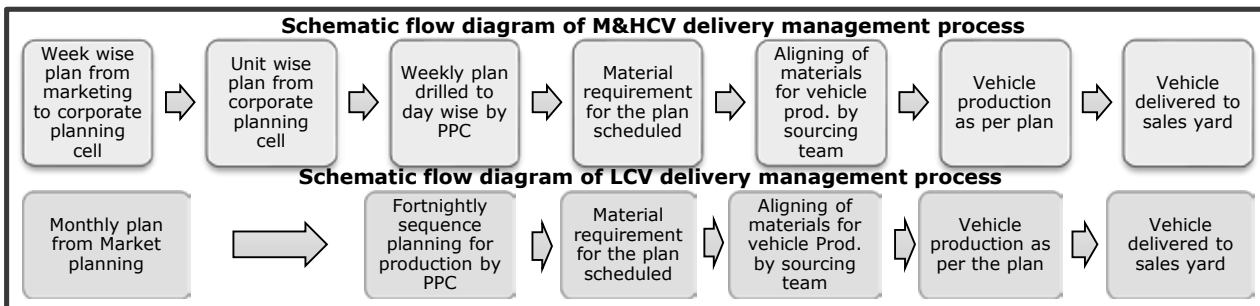 Schematic flow diagram of M&HCV delivery management process
Week wise
plan from
marketing
to corporate
planning
cell
Unit wise
plan from
corporate
planning
cell
Weekly plan
drilled to
day wise by
PPC
Material
requirement
for the plan
scheduled
Aligning of
materials
for vehicle
prod. by
sourcing
team
Vehicle
production
as per plan
Vehicle
delivered to
sales yard
Schematic flow diagram of LCV delivery management process
Monthly plan
from Market
planning
Fortnightly
sequence
planning for
production by
PPC
Material
requirement
for the plan
scheduled
Aligning of
materials for
vehicle Prod.
by sourcing
team
Vehicle
production as
per the plan
Vehicle
delivered to
sales yard